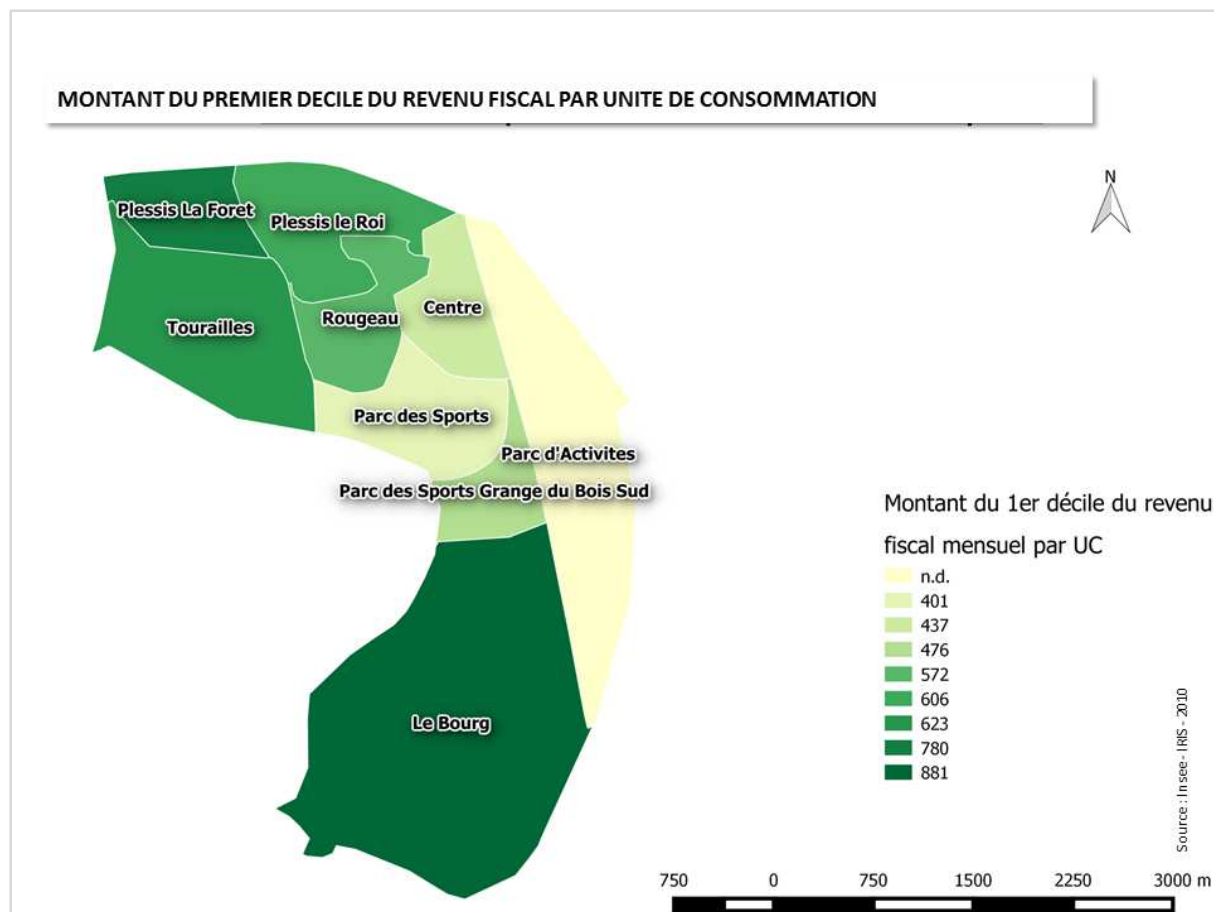 MONTANT DU PREMIER DECILE DU REVENU FISCAL PAR UNITE DE CONSOMMATION
N
Plessis La Foret
Plessis le Roi
Tourailles
Rougeau
Centre
Parc des Sports
Parc d'Activites
Parc des Sports Grange du Bois Sud
Le Bourg
Montant du 1er décile du revenu
fiscal mensuel par UC
n.d.
401
437
476
572
606
623
780
881
Source : Insee - IRIS - 2010
750 0 750 1500 2250 3000 m